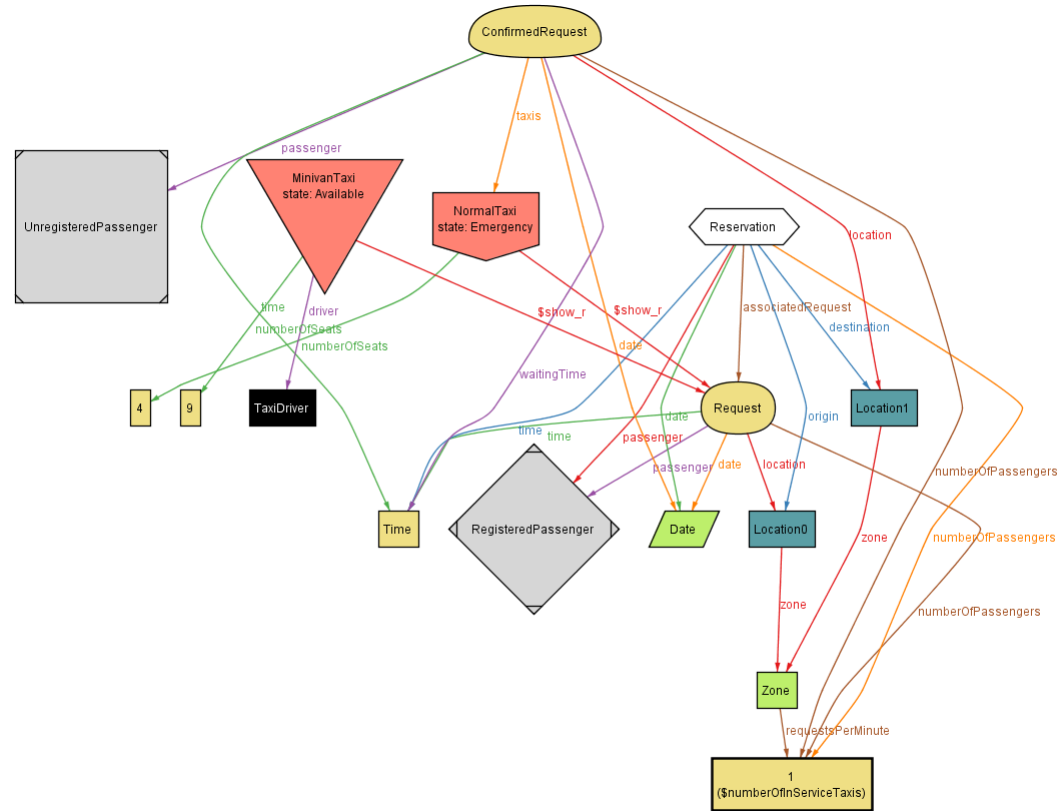 ConfirmedRequest
taxis
passenger
MinivanTaxi
state: Available
UnregisteredPassenger
NormalTaxi
state: Emergency
Reservation
location
time
driver
$show_r
$show_r
associatedRequest
numberOfSeats
destination
numberOfSeats
date
waitingTime
4
9
TaxiDriver
Request
Location1
date
origin
time
time
passenger
passenger
date
location
numberOfPassengers
Time
RegisteredPassenger
Date
Location0
zone
numberOfPassengers
zone
numberOfPassengers
Zone
requestsPerMinute
1
($numberOfInServiceTaxis)